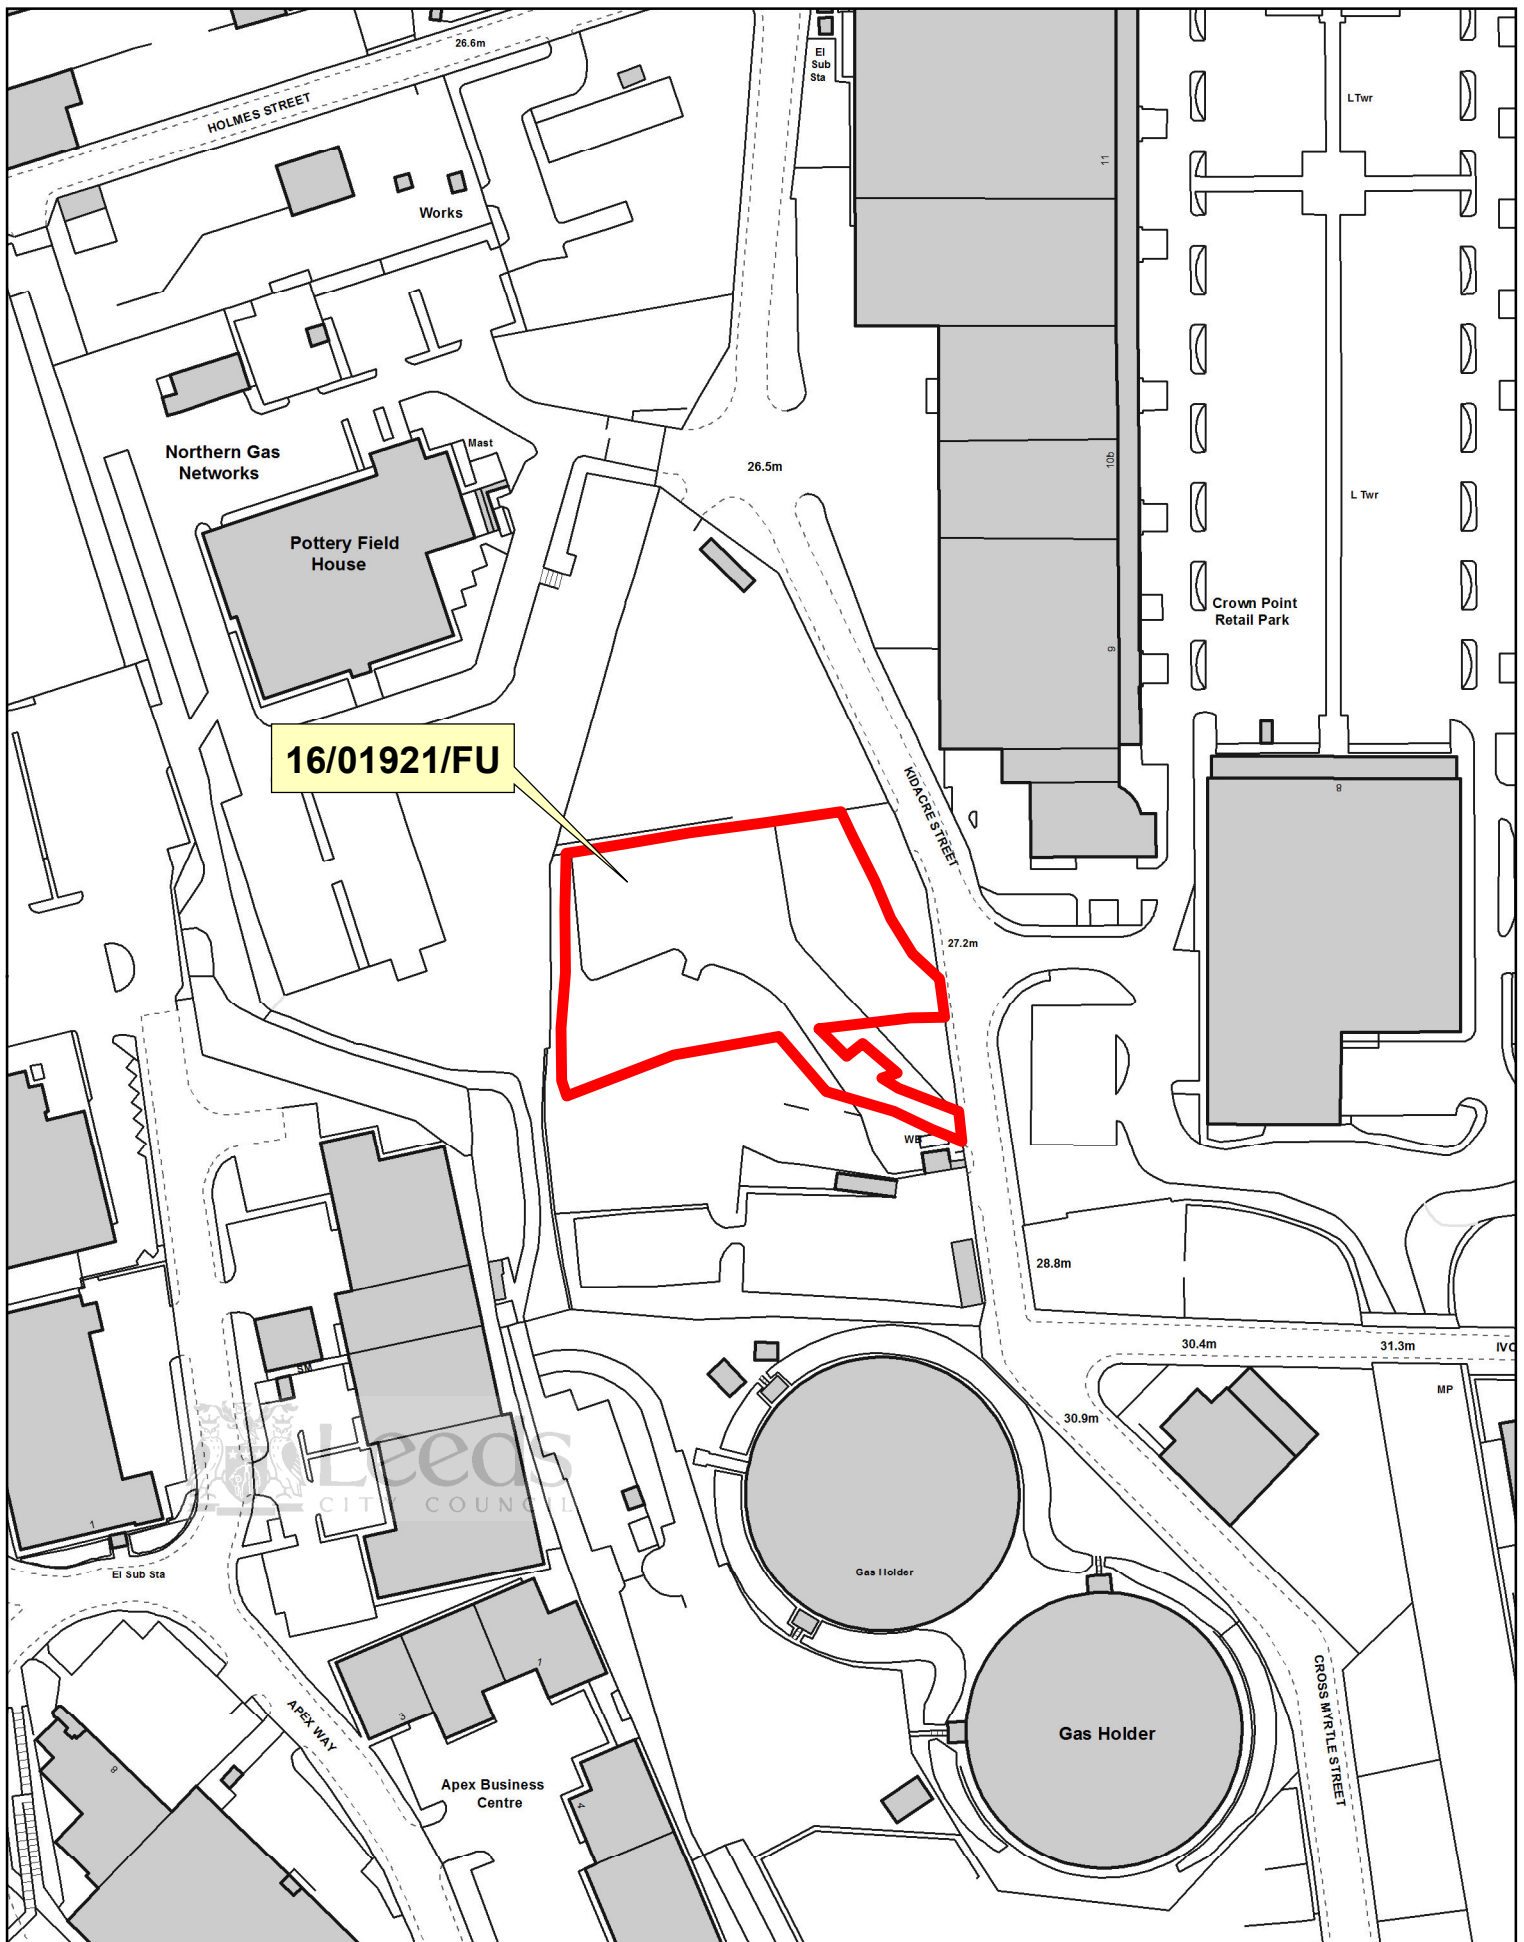 26.6m
El
Sub
Sta
HOLMES STREET
L Twr
11
Works
Northern Gas
Networks
Mast
26.5m
10b
L Twr
Pottery Field
House
Crown Point
Retail Park
9
16/01921/FU
KIDACRE STREET
8
27.2m
WB
28.8m
30.4m
31.3m
IVO
MP
SM
30.9m
Leeds
CITY COUNCIL
1
El Sub Sta
Gas Holder
7
3
CROSS MYRTLE STREET
APEX WAY
Gas Holder
8
Apex Business
Centre
4